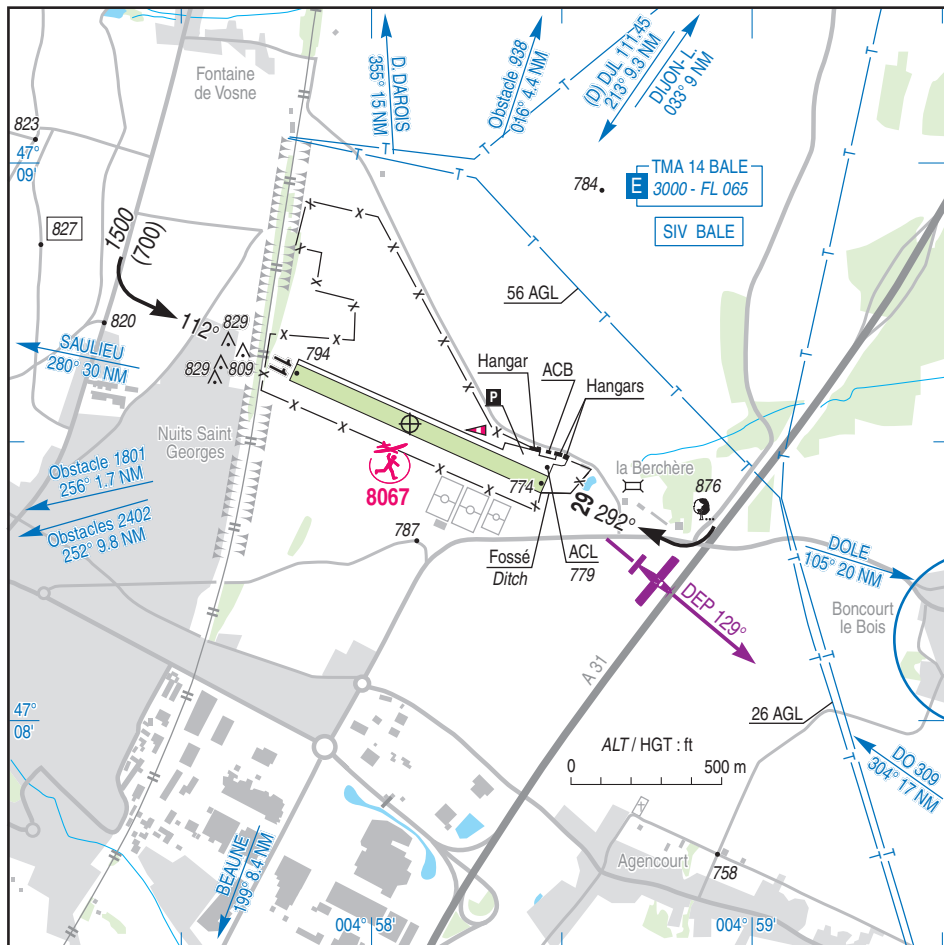 Fontaine
de Vosne
D. DAROIS
355° 15 NM
Obstacle 938
016° 4.4 NM
(D) DJL 111.45
213° 9.3 NM
DIJON- L.
033° 9 NM
823
47°
09'
784
TMA 14 BALE
E 3000 - FL 065
SIV BALE
827
1500
(700)
56 AGL
820
112°
829
SAULIEU
280° 30 NM
829
809
11
794
Hangar
ACB
Hangars
P
Nuits Saint
Georges
8067
la Berchère
876
Obstacle 1801
256° 1.7 NM
Obstacles 2402
252° 9.8 NM
774
29
292°
787
Fossé
Ditch
ACL
779
DOLE
105° 20 NM
DEP 129°
Boncourt
le Bois
A 31
47°
08'
26 AGL
ALT / HGT : ft
0
500 m
DO 309
304° 17 NM
BEAUNE
199° 8.4 NM
Agencourt
758
004° 58'
004° 59'
T
X